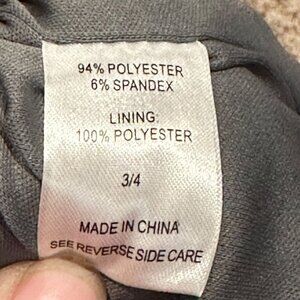 94% POLYESTER
6% SPANDEX
LINING:
100% POLYESTER
3/4
MADE IN CHINA
SEE REVERSE SIDE CARE